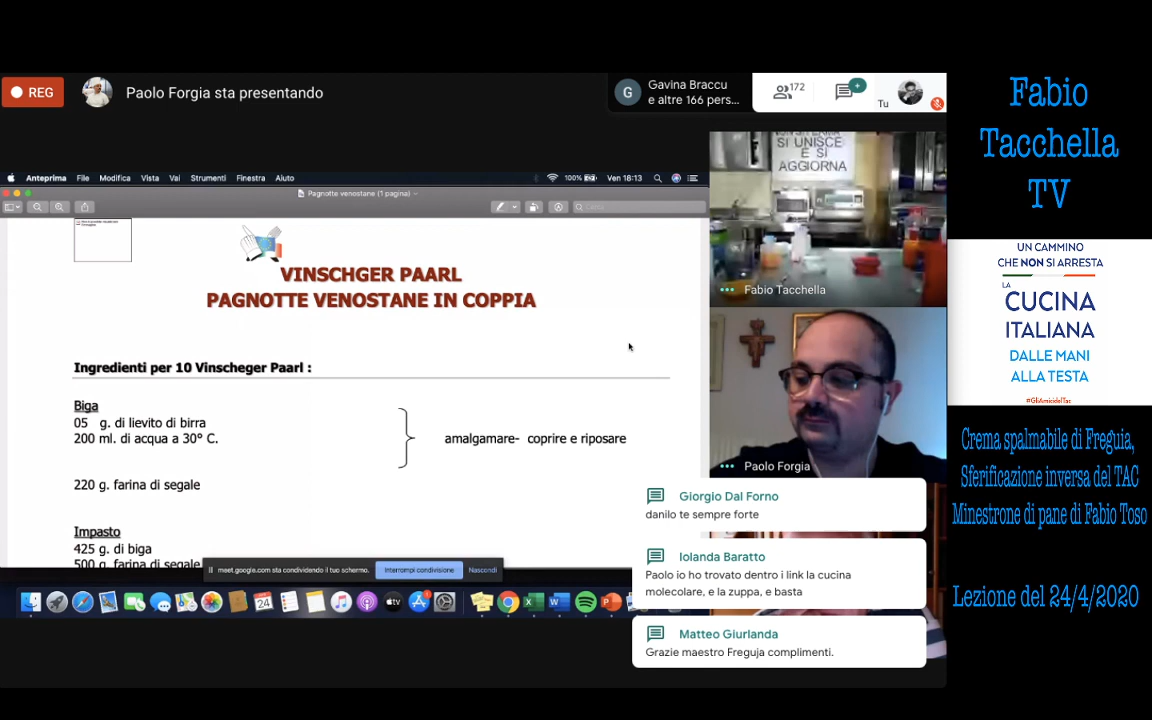 REG
Paolo Forgia sta presentando
G
Gavina Braccu
e altre 166 pers...
172
Tu
Anteprima File Modifica Vista Vai Strumenti Finestra Aiuto
100% Ven 18:13
Pagnotte venostane (1 pagina)
VINSCHGER PAARL
PAGNOTTE VENOSTANE IN COPPIA
Ingredienti per 10 Vinscheger Paarl :
Biga
05 g. di lievito di birra
200 ml. di acqua a 30° C.
amalgamare- coprire e riposare
220 g. farina di segale
Impasto
425 g. di biga
500 g. farina di segale
meet.google.com sta condividendo il tuo schermo.
Interrompi condivisione
Nascondi
24
SI UNISCE
E SI
AGGIORNA
Fabio Tacchella
Paolo Forgia
Giorgio Dal Forno
danilo te sempre forte
Iolanda Baratto
Paolo io ho trovato dentro i link la cucina
molecolare, e la zuppa, e basta
Matteo Giurlanda
Grazie maestro Freguja complimenti.
Fabio
Tacchella
TV
UN CAMMINO
CHE NON SI ARRESTA
LA
CUCINA
ITALIANA
DALLE MANI
ALLA TESTA
#GliAmicidelTac
Crema spalmabile di Freguia,
Sferificazione inversa del TAC
Minestrone di pane di Fabio Toso
Lezione del 24/4/2020